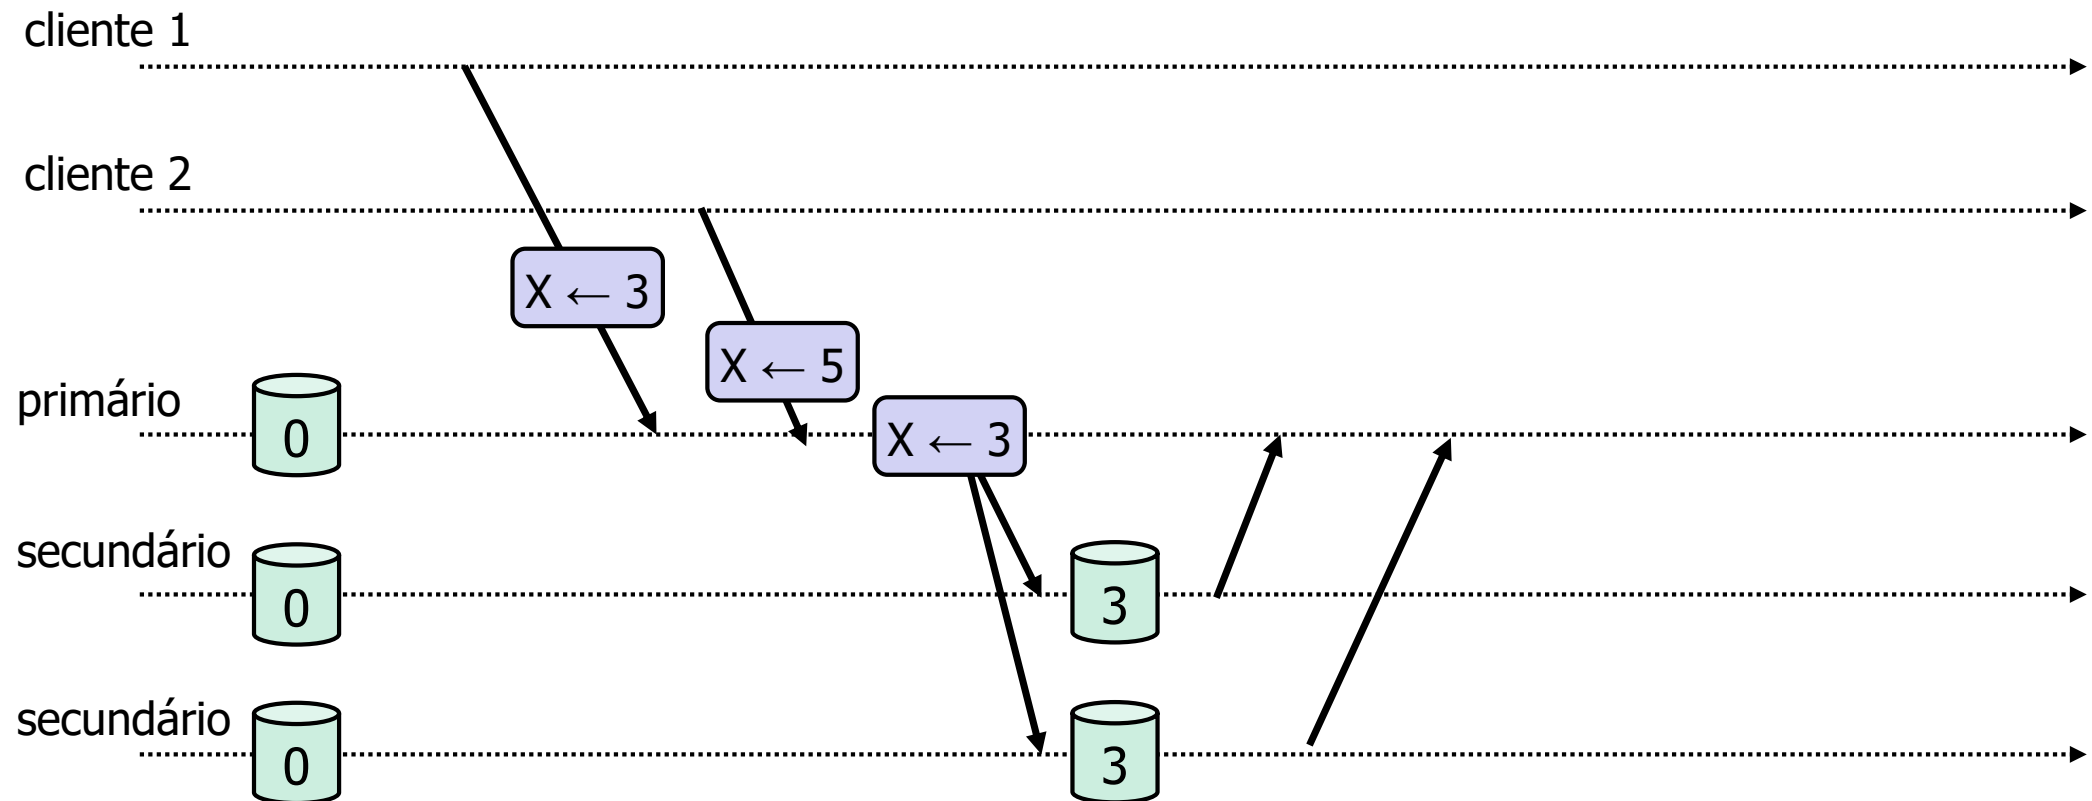 cliente 1
cliente 2
X ← 3
X ← 5
primário
0
X ← 3
secundário
0
3
secundário
0
3